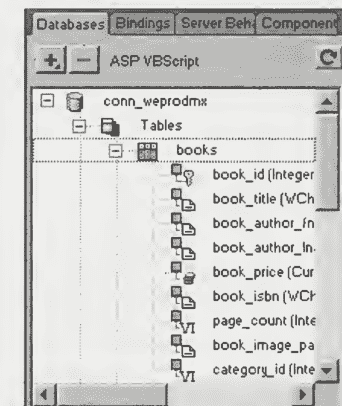 Databases Bindings Server Beh Component
ASP VBScript
conn_weprodmx
Tables
books
book_id (Integer
book_title (WCh
book_author_fn
book_author_ln
book_price (Cur
book_isbn (WCh
page_count (Inte
book_image_pa
category_id (Inte